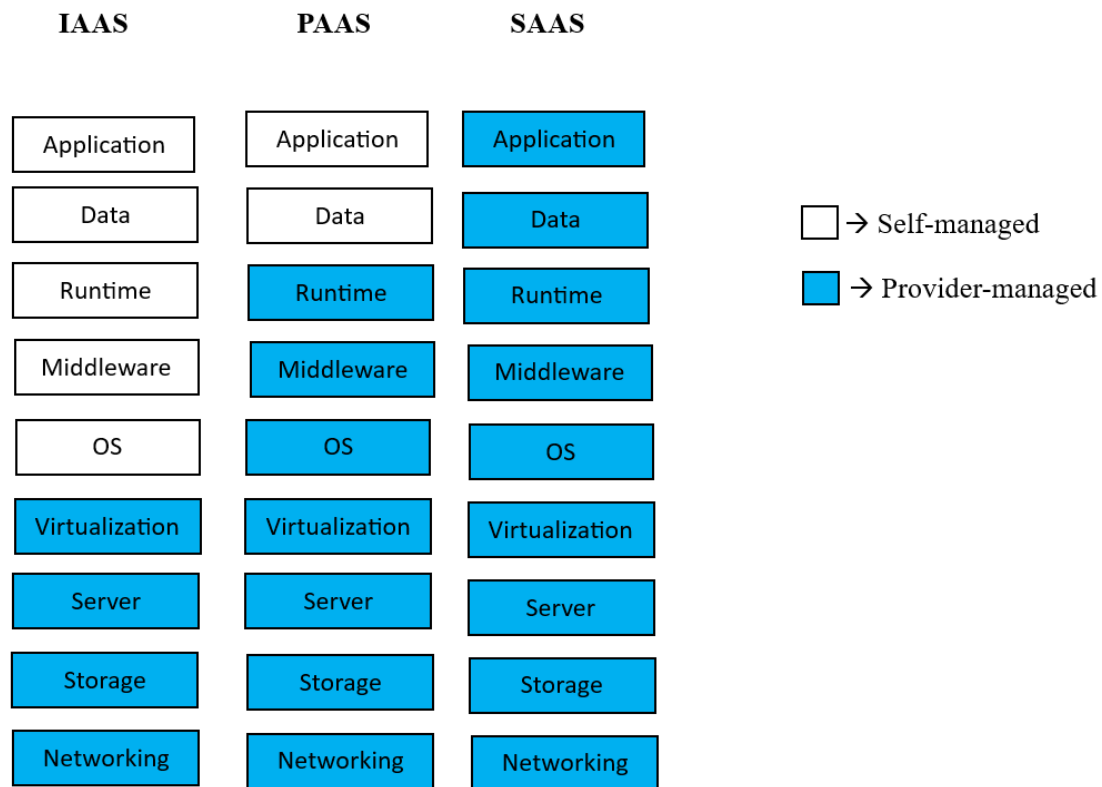 IAAS PAAS SAAS
Application Application Application
Data Data Data
→ Self-managed
Runtime Runtime Runtime
→ Provider-managed
Middleware Middleware Middleware
OS OS OS
Virtualization Virtualization Virtualization
Server Server Server
Storage Storage Storage
Networking Networking Networking